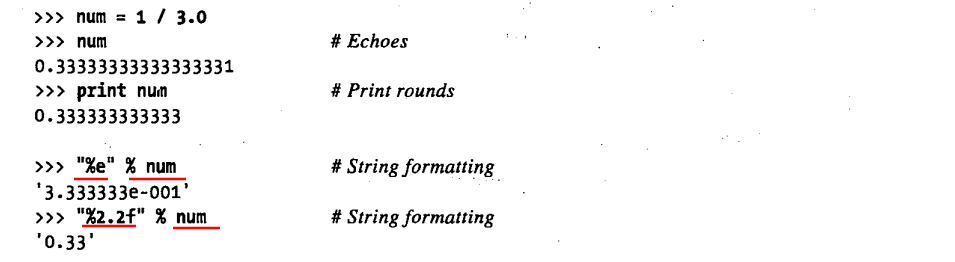 >>> num = 1 / 3.0
>>> num # Echoes
0.33333333333333331
>>> print num # Print rounds
0.333333333333
>>> "%e" % num # String formatting
'3.333333e-001'
>>> "%2.2f" % num # String formatting
'0.33'